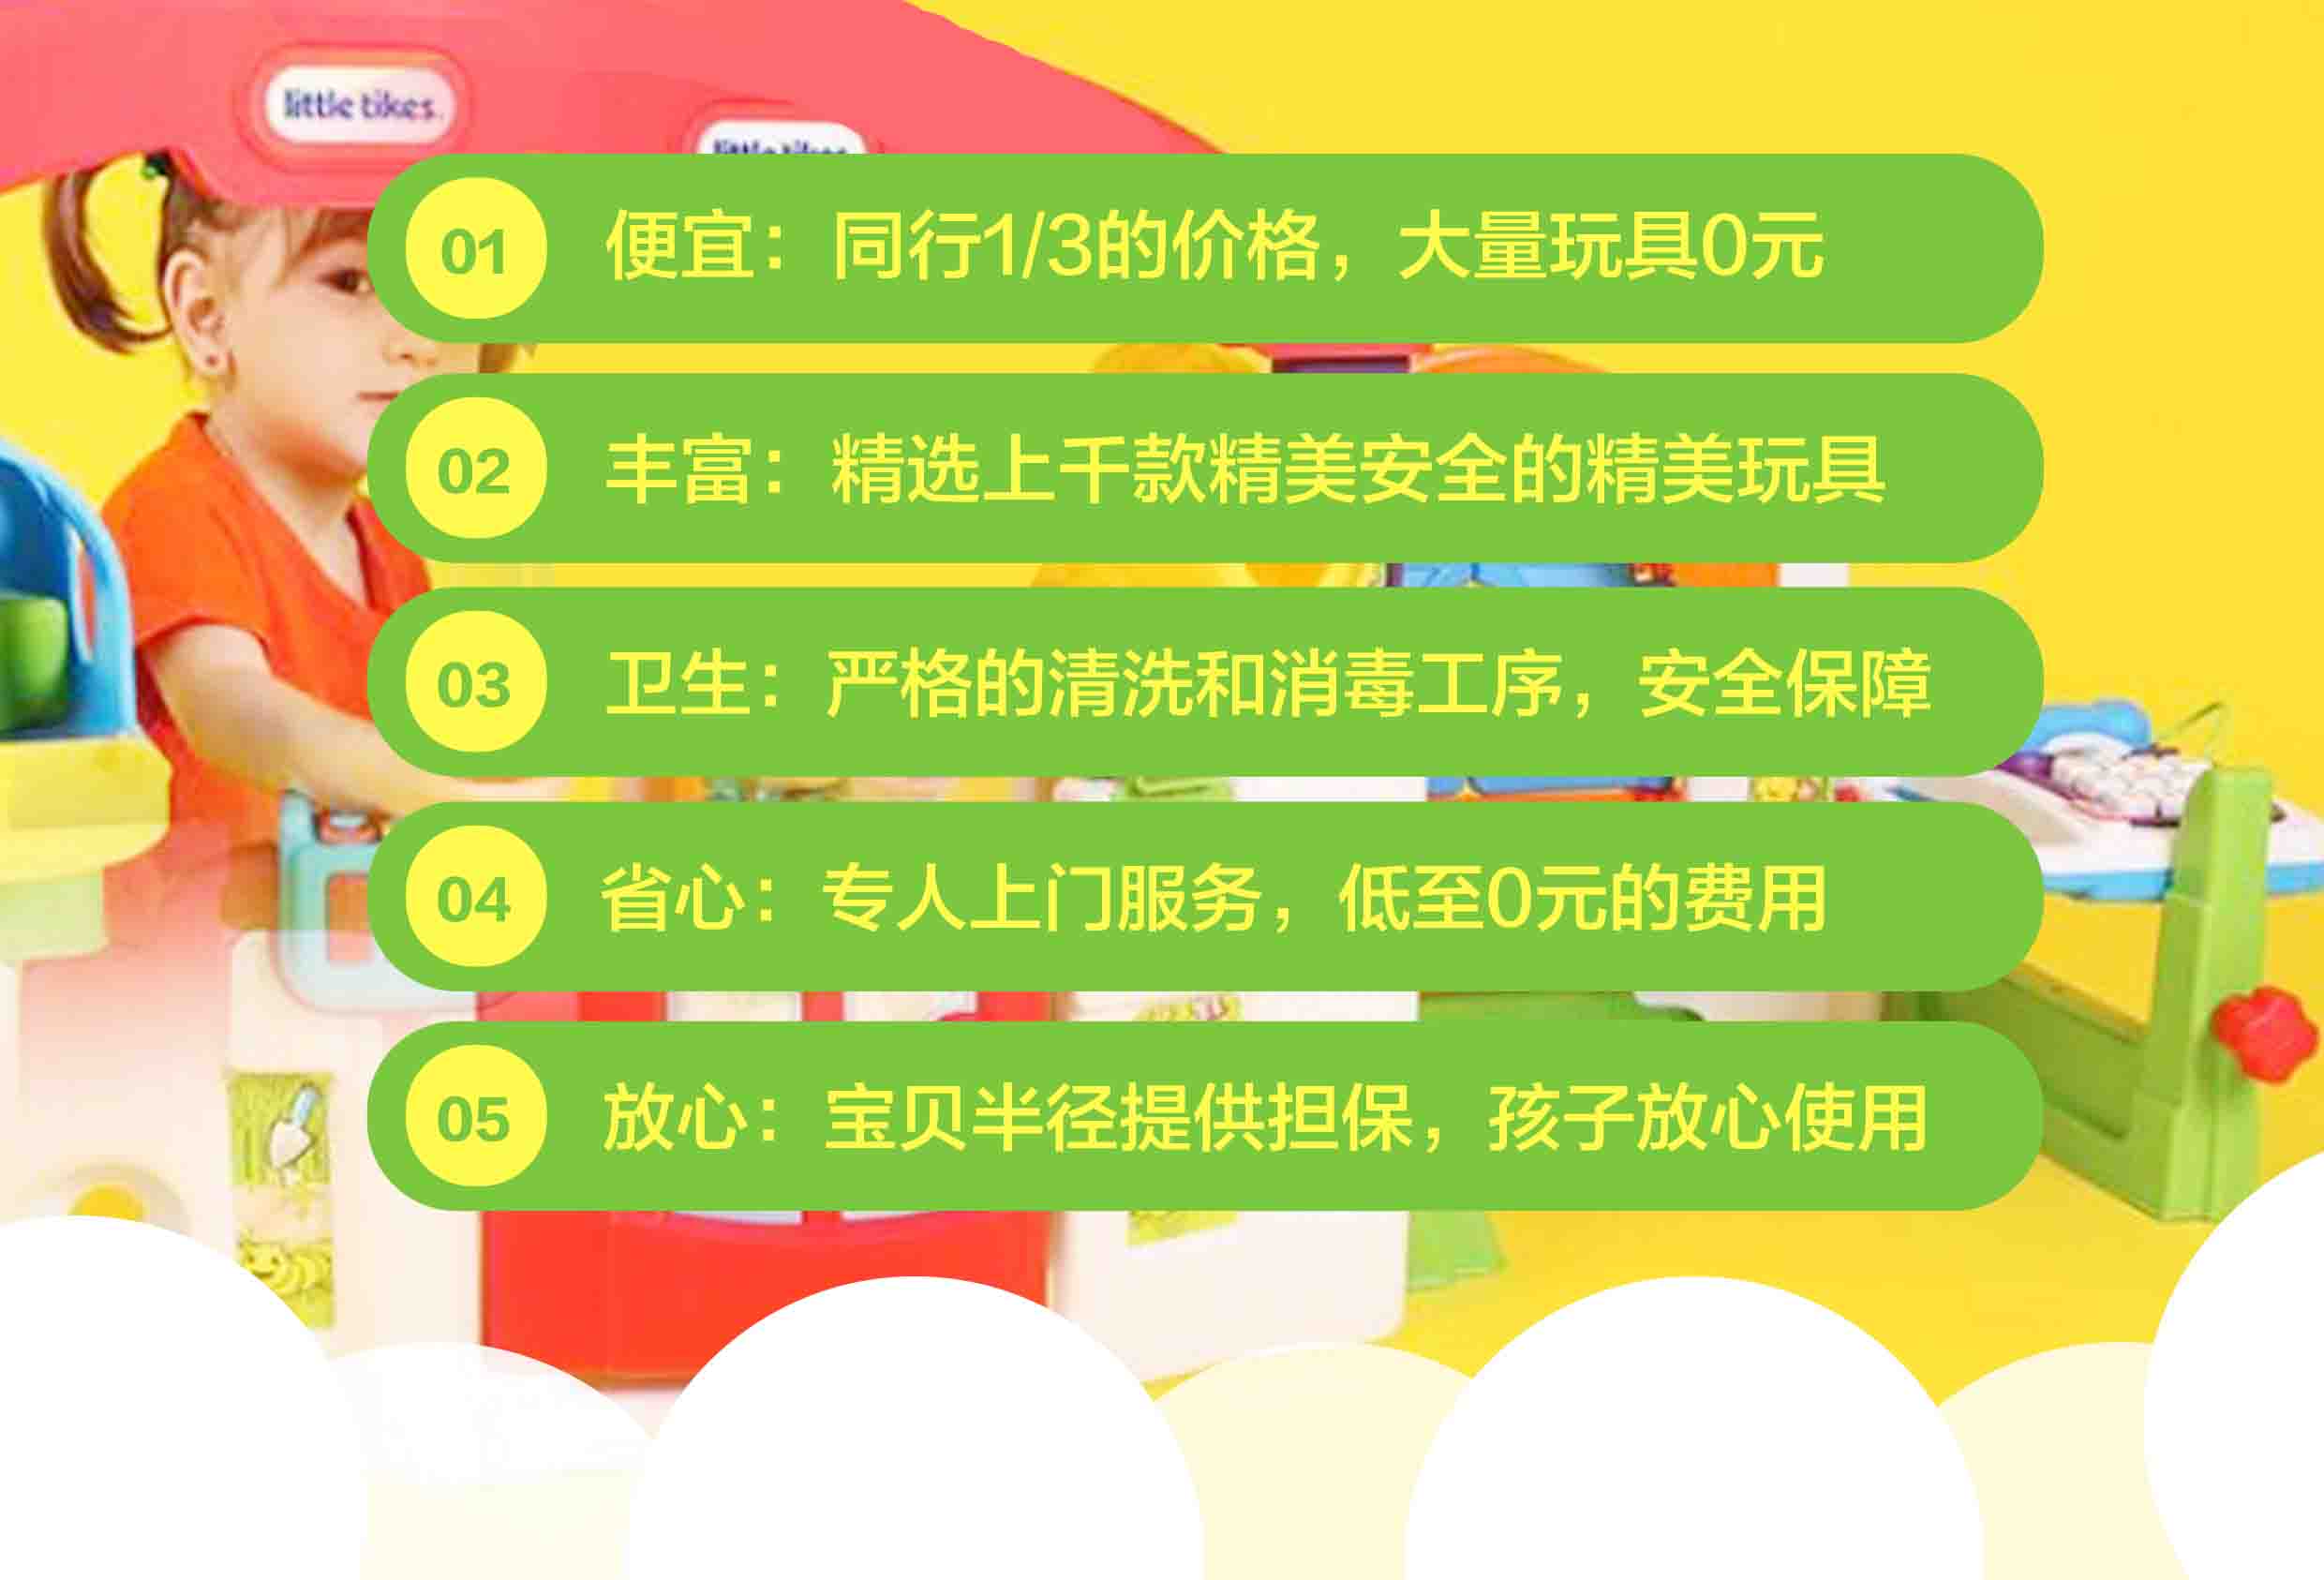 little tikes.
little tikes
01 便宜：同行1/3的价格，大量玩具0元
02 丰富：精选上千款精美安全的精美玩具
03 卫生：严格的清洗和消毒工序，安全保障
04 省心：专人上门服务，低至0元的费用
05 放心：宝贝半径提供担保，孩子放心使用